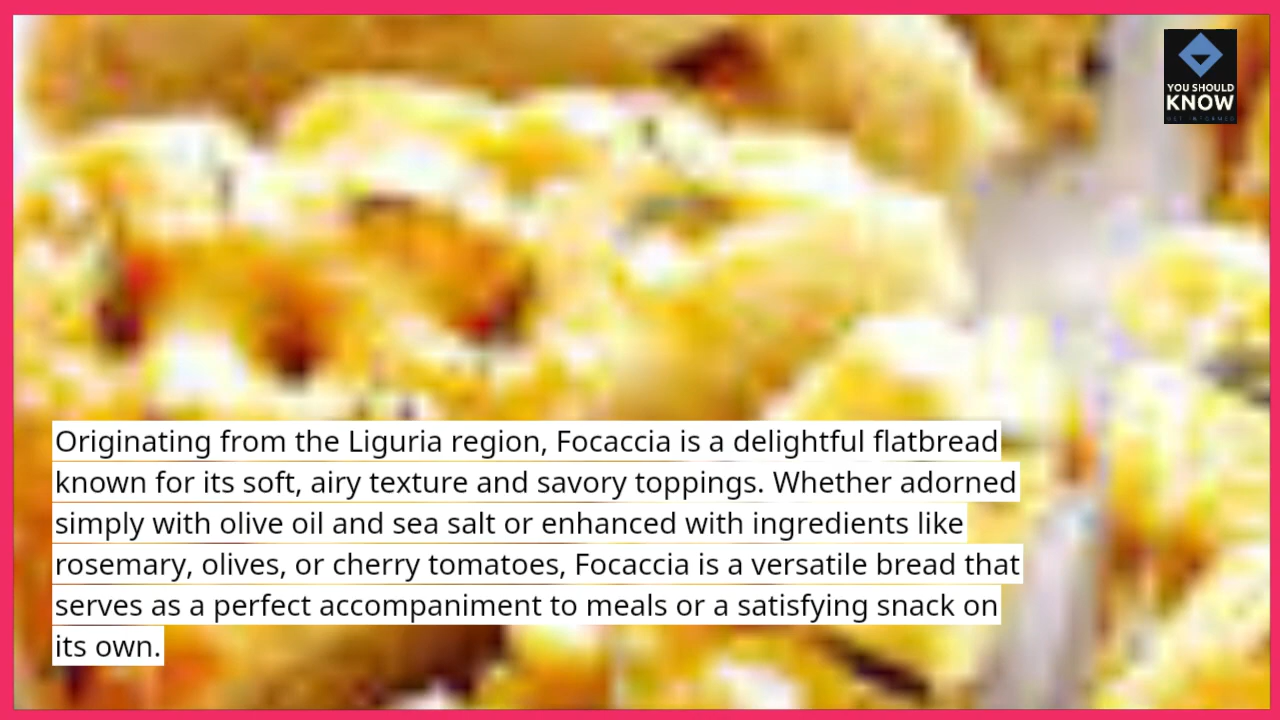 YOU SHOULD
KNOW
GET INFORMED
Originating from the Liguria region, Focaccia is a delightful flatbread
known for its soft, airy texture and savory toppings. Whether adorned
simply with olive oil and sea salt or enhanced with ingredients like
rosemary, olives, or cherry tomatoes, Focaccia is a versatile bread that
serves as a perfect accompaniment to meals or a satisfying snack on
its own.